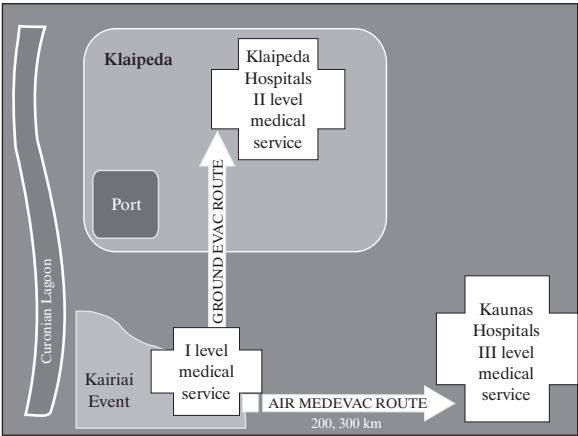 Klaipeda
Klaipeda
Hospitals
II level
medical
service
Port
GROUND EVAC ROUTE
Curonian Lagoon
Kairiai
Event
I level
medical
service
AIR MEDEVAC ROUTE
200, 300 km
Kaunas
Hospitals
III level
medical
service